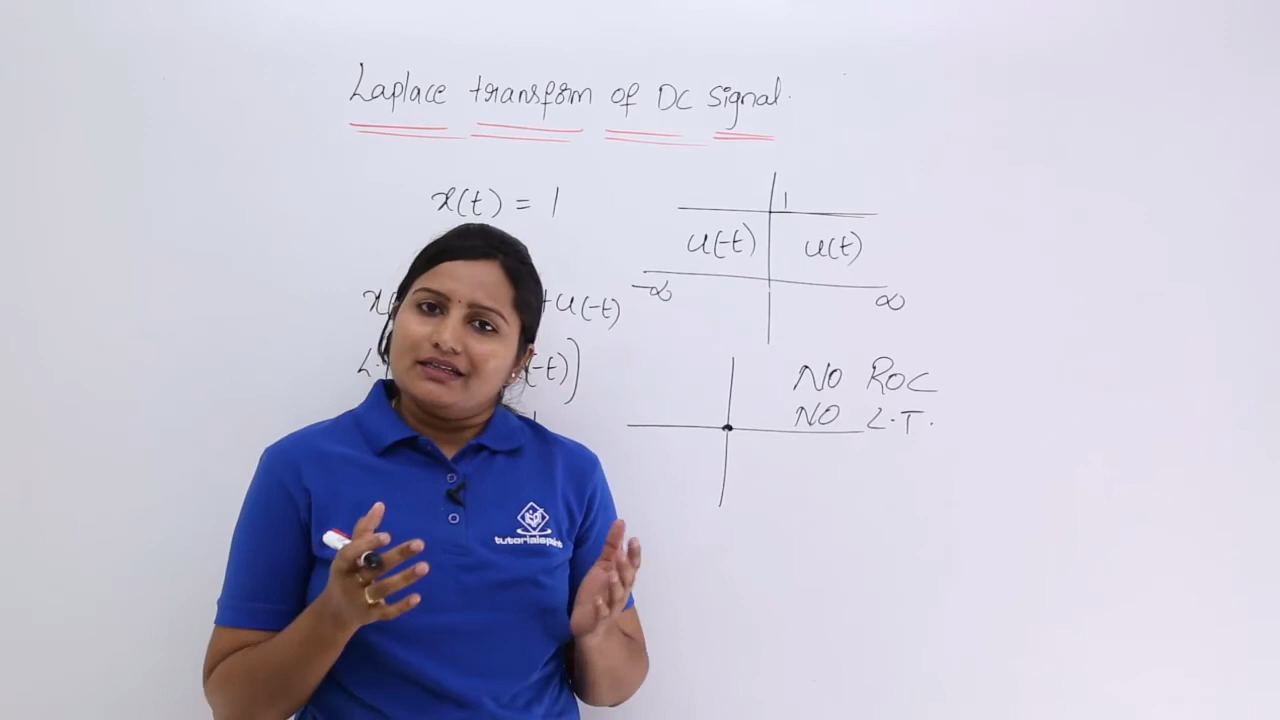 Laplace transform of DC signal.
x(t) = 1
1
u(-t) u(t)
-∞ ∞
+u(-t)
(-t)]
NO ROC
NO L.T.
tutorialspoint